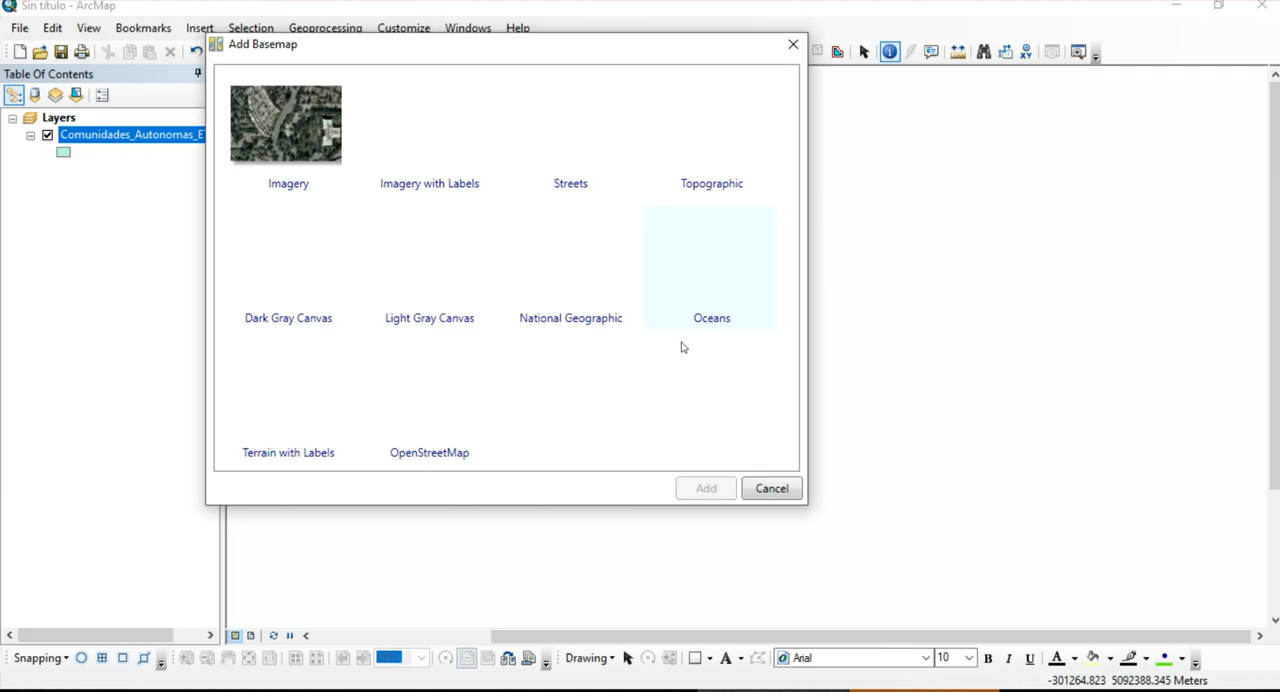 Sin título - ArcMap
File Edit View Bookmarks Insert Selection Geoprocessing Customize Windows Help
Add Basemap
Table Of Contents
Layers
Comunidades_Autonomas_E
Imagery
Imagery with Labels
Streets
Topographic
Dark Gray Canvas
Light Gray Canvas
National Geographic
Oceans
Terrain with Labels
OpenStreetMap
Add
Cancel
Snapping
Drawing
A
Arial
10
B I U A
-301264.823 5092388.345 Meters